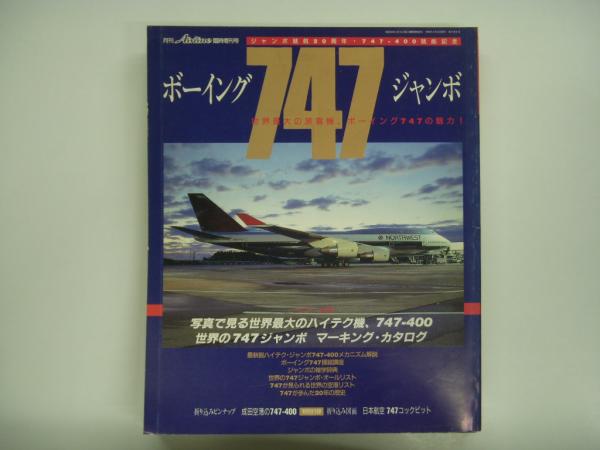 月刊 Airline 臨時増刊号
ジャンボ就航20周年・747-400就航記念
ボーイング 747 ジャンボ
世界最大の旅客機、ボーイング747の魅力!
NORTHWEST
写真で見る世界最大のハイテク機、747-400
世界の747ジャンボ マーキング・カタログ
最新鋭ハイテク・ジャンボ747-400メカニズム解説
ボーイング747操縦講座
ジャンボの雑学辞典
世界の747ジャンボ・オールリスト
747が見られる世界の空港リスト
747が歩んだ20年の歴史
折り込みピンナップ 成田空港の747-400 特別付録 折り込み図面 日本航空 747コックピット